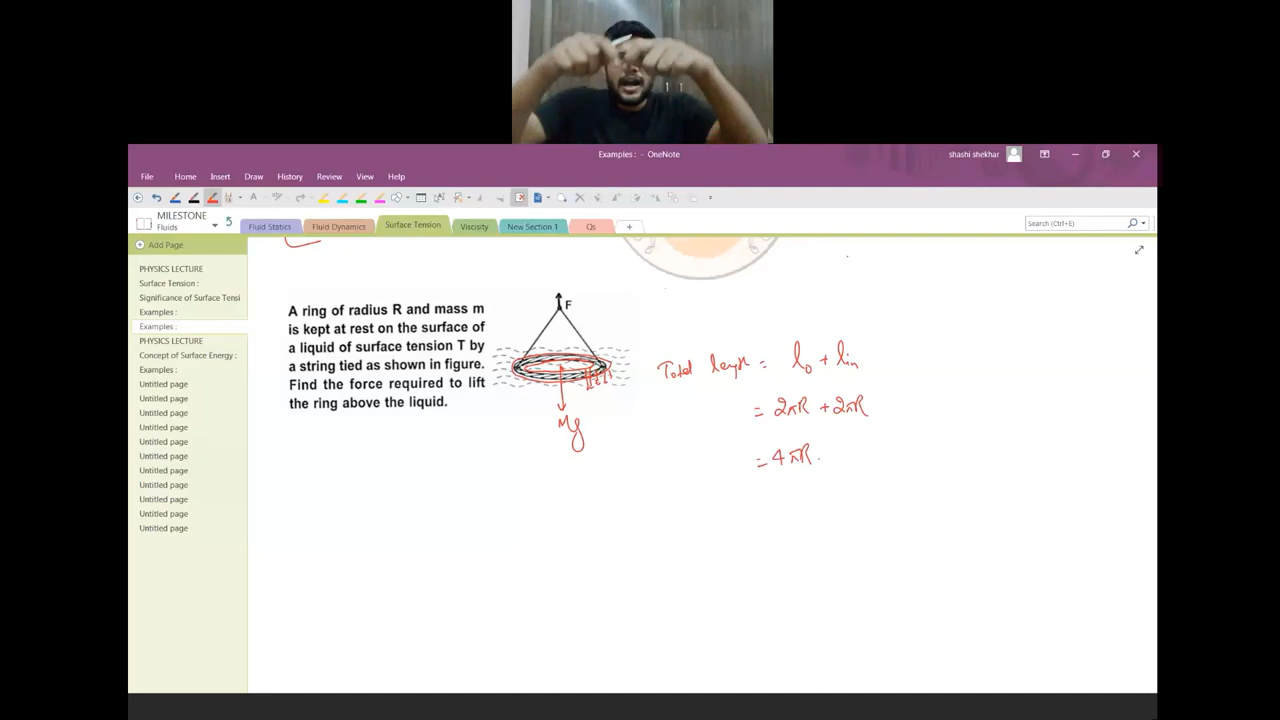 Examples : - OneNote
shashi shekhar
File Home Insert Draw History Review View Help
MILESTONE
Fluids
Fluid Statics
Fluid Dynamics
Surface Tension
Viscosity
New Section 1
Qs
+
Search (Ctrl+E)
Add Page
PHYSICS LECTURE
Surface Tension :
Significance of Surface Tensi
Examples :
Examples :
PHYSICS LECTURE
Concept of Surface Energy :
Examples :
Untitled page
Untitled page
Untitled page
Untitled page
Untitled page
Untitled page
Untitled page
Untitled page
Untitled page
Untitled page
Untitled page
A ring of radius R and mass m
is kept at rest on the surface of
a liquid of surface tension T by
a string tied as shown in figure.
Find the force required to lift
the ring above the liquid.
F
Mg
Total length = lo + lin
= 2πR + 2πR
= 4πR.